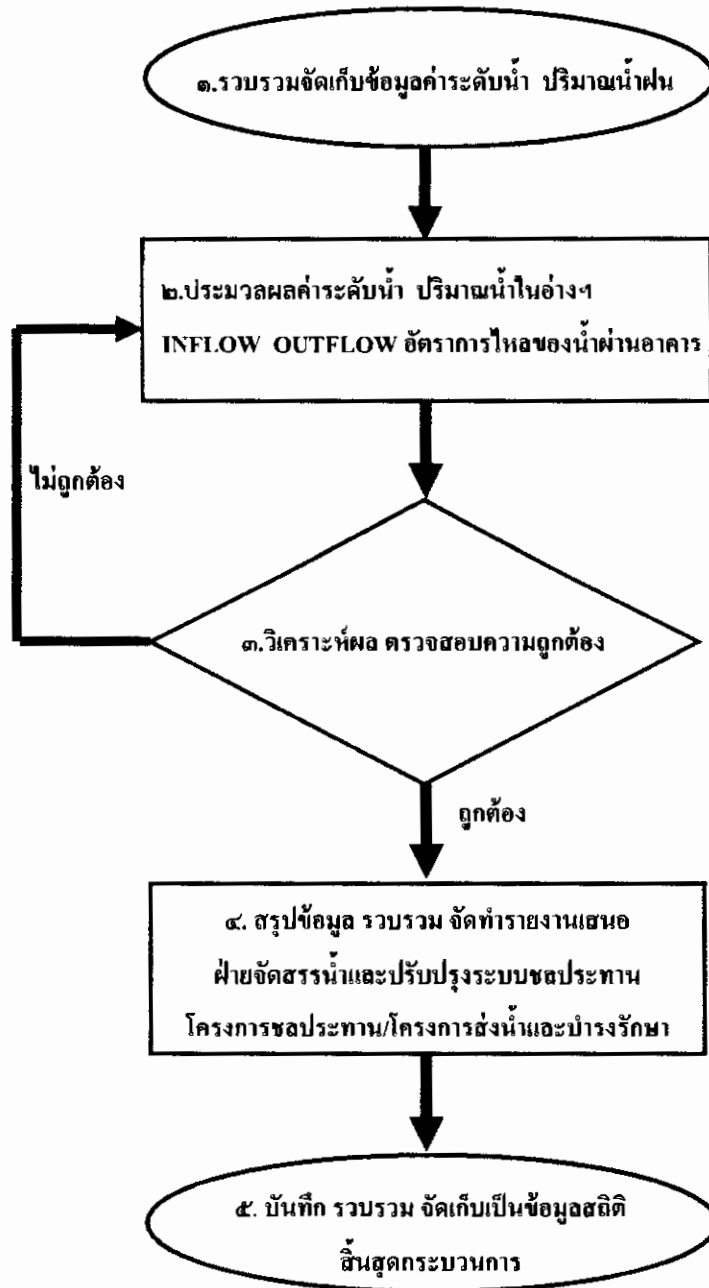 ๑.รวบรวมจัดเก็บข้อมูลค่าระดับน้ำ ปริมาณน้ำฝน
๒.ประมวลผลค่าระดับน้ำ ปริมาณน้ำในอ่างฯ
INFLOW OUTFLOW อัตราการไหลของน้ำผ่านอาคาร
ไม่ถูกต้อง
๓.วิเคราะห์ผล ตรวจสอบความถูกต้อง
ถูกต้อง
๔. สรุปข้อมูล รวบรวม จัดทำรายงานเสนอ
ฝ่ายจัดสรรน้ำและปรับปรุงระบบชลประทาน
โครงการชลประทาน/โครงการส่งน้ำและบำรุงรักษา
๕. บันทึก รวบรวม จัดเก็บเป็นข้อมูลสถิติ
สิ้นสุดกระบวนการ